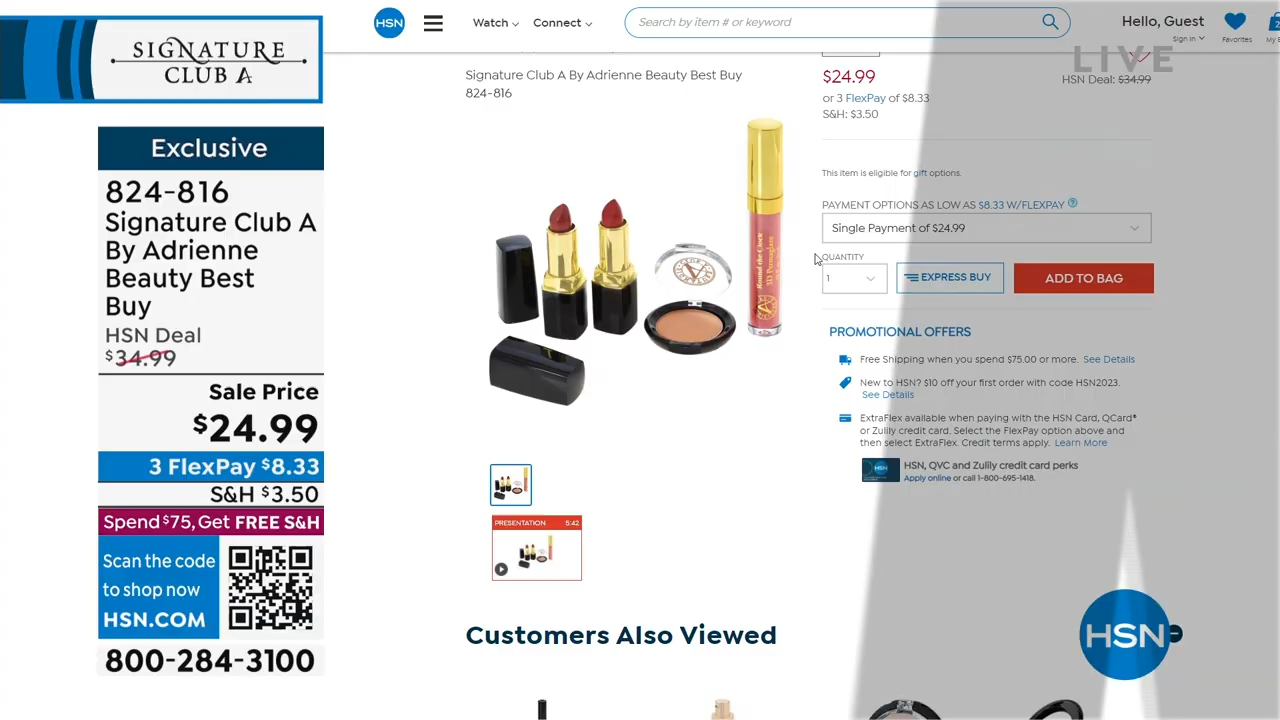 SIGNATURE
CLUB A
Exclusive
824-816
Signature Club A
By Adrienne
Beauty Best
Buy
HSN Deal
$34.99
Sale Price
$24.99
3 FlexPay $8.33
S&H $3.50
Spend $75, Get FREE S&H
Scan the code
to shop now
HSN.COM
800-284-3100
HSN
Watch
Connect
Search by item # or keyword
Hello, Guest
Sign In
Favorites
LIVE
Signature Club A By Adrienne Beauty Best Buy
824-816
$24.99
HSN Deal: $34.99
or 3 FlexPay of $8.33
S&H: $3.50
This item is eligible for gift options.
PAYMENT OPTIONS AS LOW AS $8.33 W/FLEXPAY
Single Payment of $24.99
QUANTITY
1
EXPRESS BUY
ADD TO BAG
PROMOTIONAL OFFERS
Free Shipping when you spend $75.00 or more. See Details
New to HSN? $10 off your first order with code HSN2023.
See Details
ExtraFlex available when paying with the HSN Card, QCard®
or Zulily credit card. Select the FlexPay option above and
then select ExtraFlex. Credit terms apply. Learn More
HSN
HSN, QVC and Zulily credit card perks
Apply online or call 1-800-695-1418.
Round the Clock
3D Permagloss
PRESENTATION 5:42
Customers Also Viewed
HSN